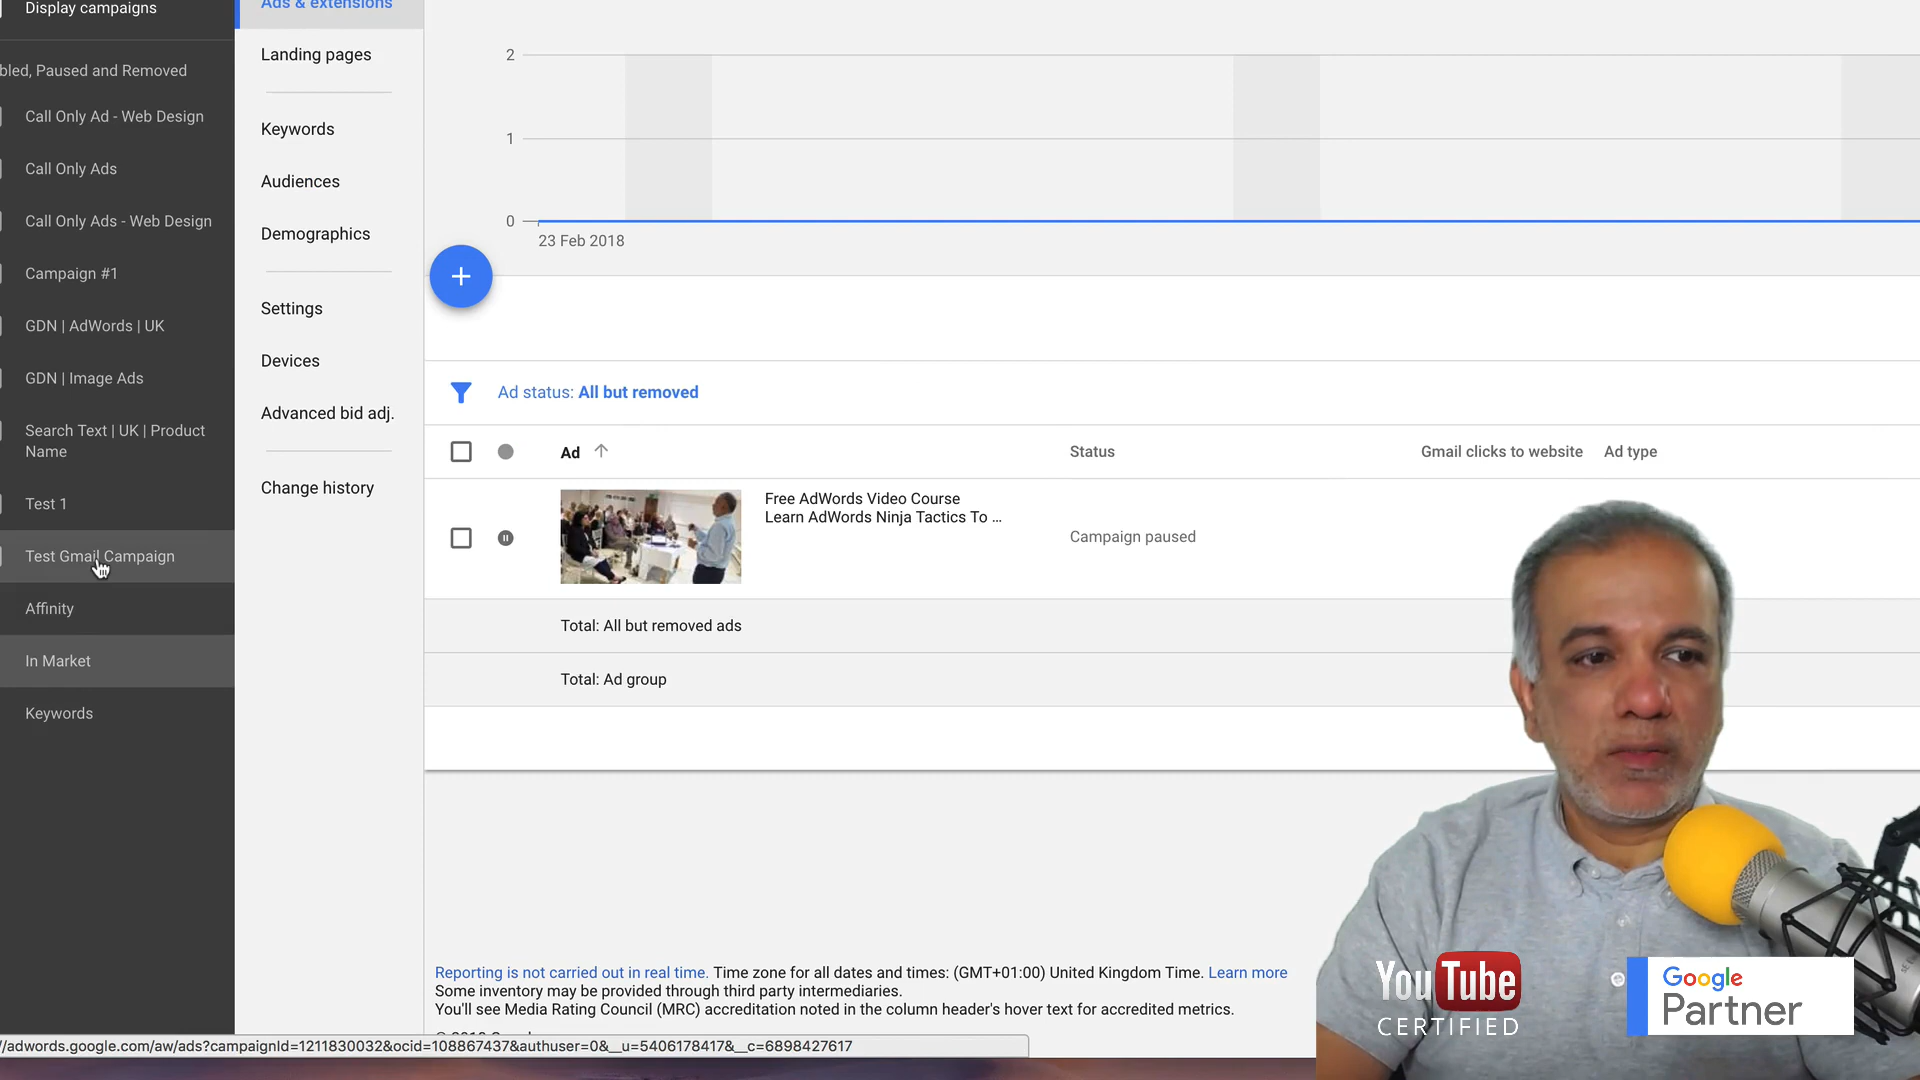 Display campaigns
bled, Paused and Removed
Call Only Ad - Web Design
Call Only Ads
Call Only Ads - Web Design
Campaign #1
GDN | AdWords | UK
GDN | Image Ads
Search Text | UK | Product
Name
Test 1
Test Gmail Campaign
Affinity
In Market
Keywords
Ads & extensions
Landing pages
Keywords
Audiences
Demographics
Settings
Devices
Advanced bid adj.
Change history
2
1
0
23 Feb 2018
Ad status: All but removed
Ad Status Gmail clicks to website Ad type
Free AdWords Video Course
Learn AdWords Ninja Tactics To ...
Campaign paused
Total: All but removed ads
Total: Ad group
Reporting is not carried out in real time. Time zone for all dates and times: (GMT+01:00) United Kingdom Time. Learn more
Some inventory may be provided through third party intermediaries.
You'll see Media Rating Council (MRC) accreditation noted in the column header's hover text for accredited metrics.
/adwords.google.com/aw/ads?campaignId=1211830032&ocid=108867437&authuser=0&__u=5406178417&__c=6898427617
YouTube
CERTIFIED
Google
Partner